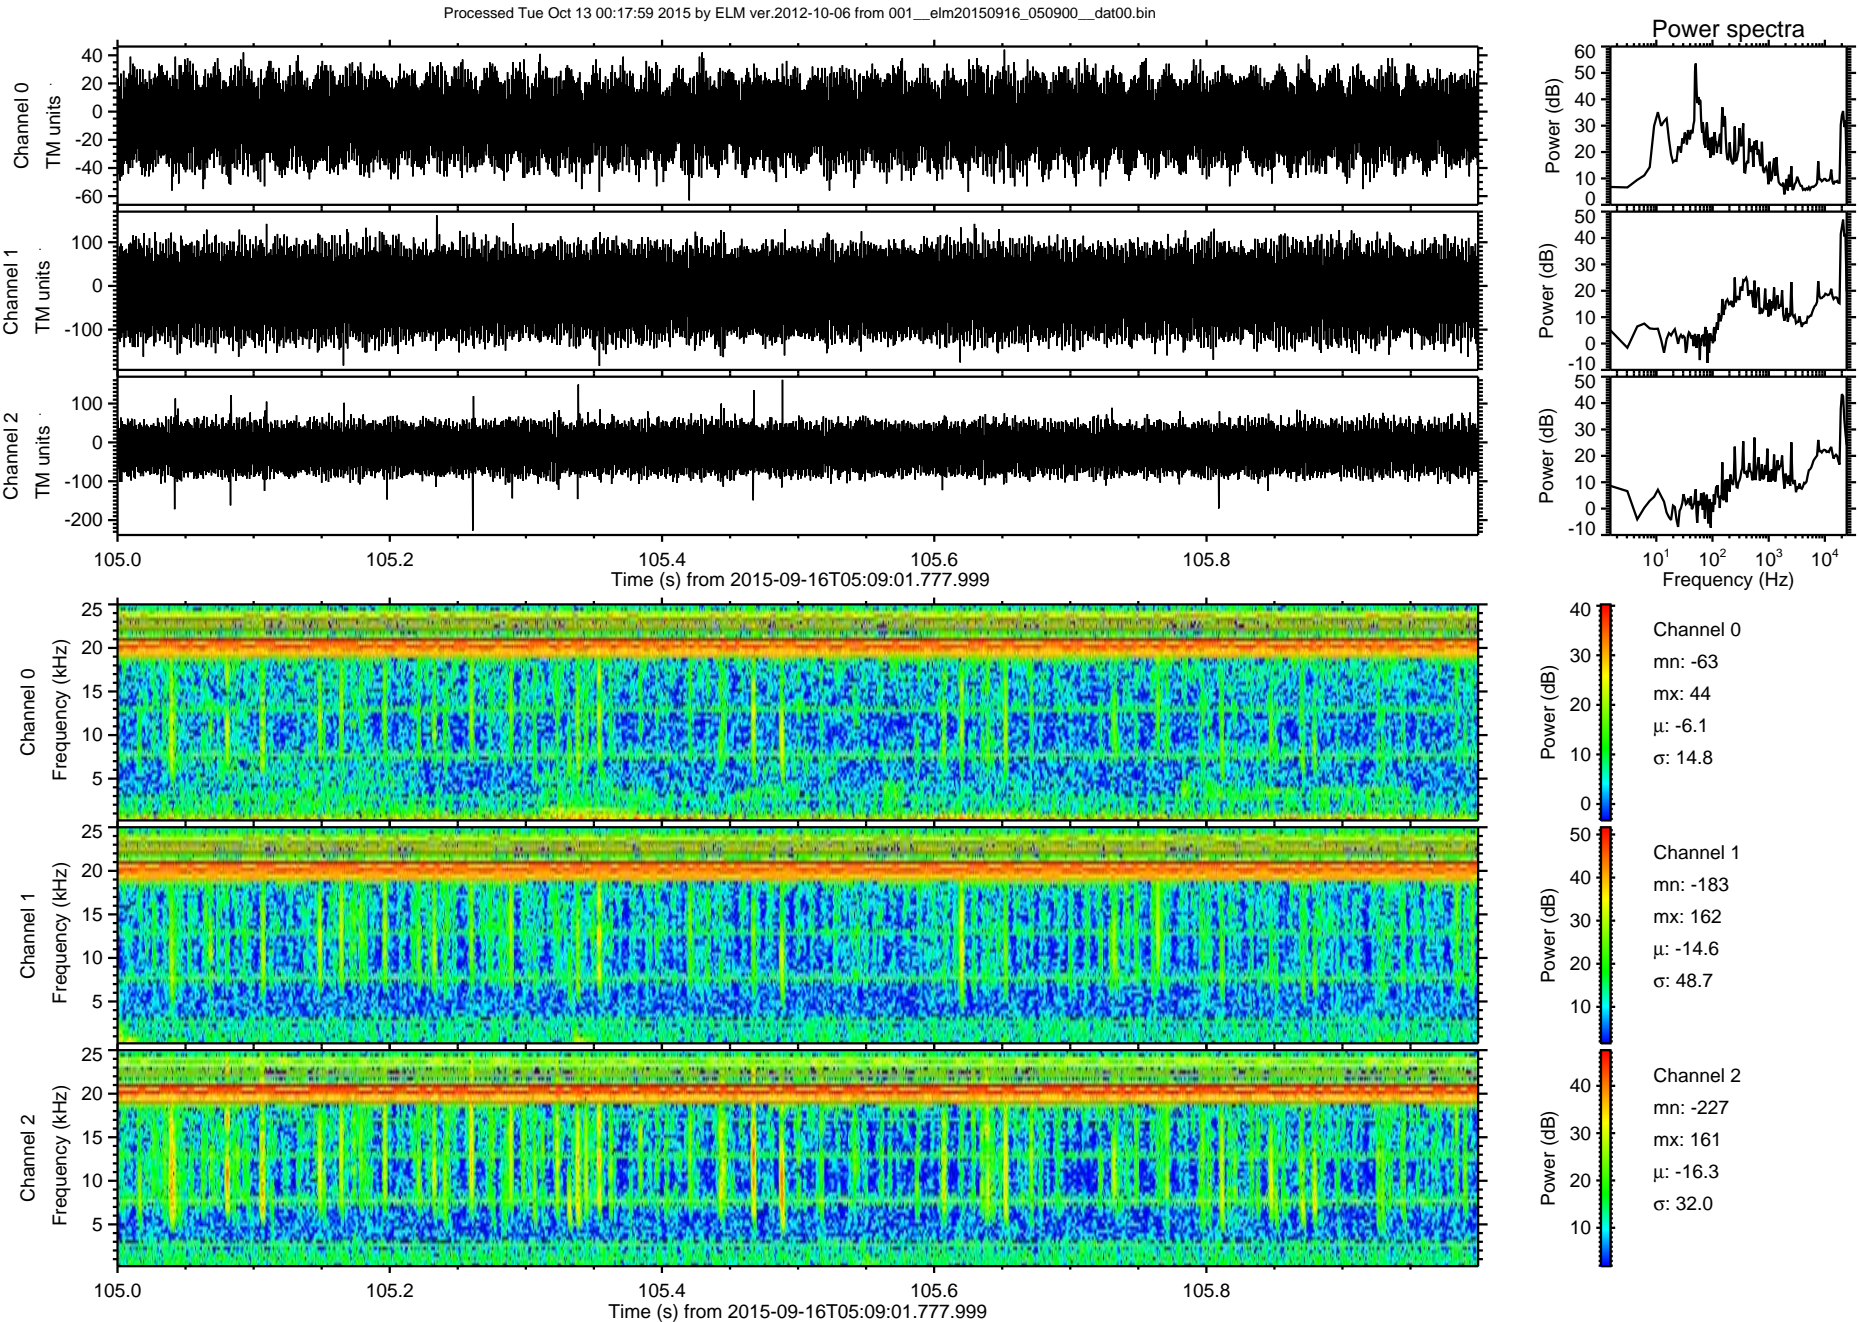 Processed Tue Oct 13 00:17:59 2015 by ELM ver.2012-10-06 from 001__elm20150916_050900__dat00.bin
Power spectra
Channel 0
TM units
40
20
0
-20
-40
-60
Power (dB)
60
50
40
30
20
10
0
Channel 1
TM units
100
0
-100
Power (dB)
50
40
30
20
10
0
-10
Channel 2
TM units
100
0
-100
-200
Power (dB)
50
40
30
20
10
0
-10
105.0 105.2 105.4 105.6 105.8
Time (s) from 2015-09-16T05:09:01.777.999
10^1 10^2 10^3 10^4
Frequency (Hz)
Channel 0
Frequency (kHz)
25
20
15
10
5
Power (dB)
40
30
20
10
0
Channel 0
mn: -63
mx: 44
μ: -6.1
σ: 14.8
Channel 1
Frequency (kHz)
25
20
15
10
5
Power (dB)
50
40
30
20
10
Channel 1
mn: -183
mx: 162
μ: -14.6
σ: 48.7
Channel 2
Frequency (kHz)
25
20
15
10
5
Power (dB)
40
30
20
10
Channel 2
mn: -227
mx: 161
μ: -16.3
σ: 32.0
105.0 105.2 105.4 105.6 105.8
Time (s) from 2015-09-16T05:09:01.777.999